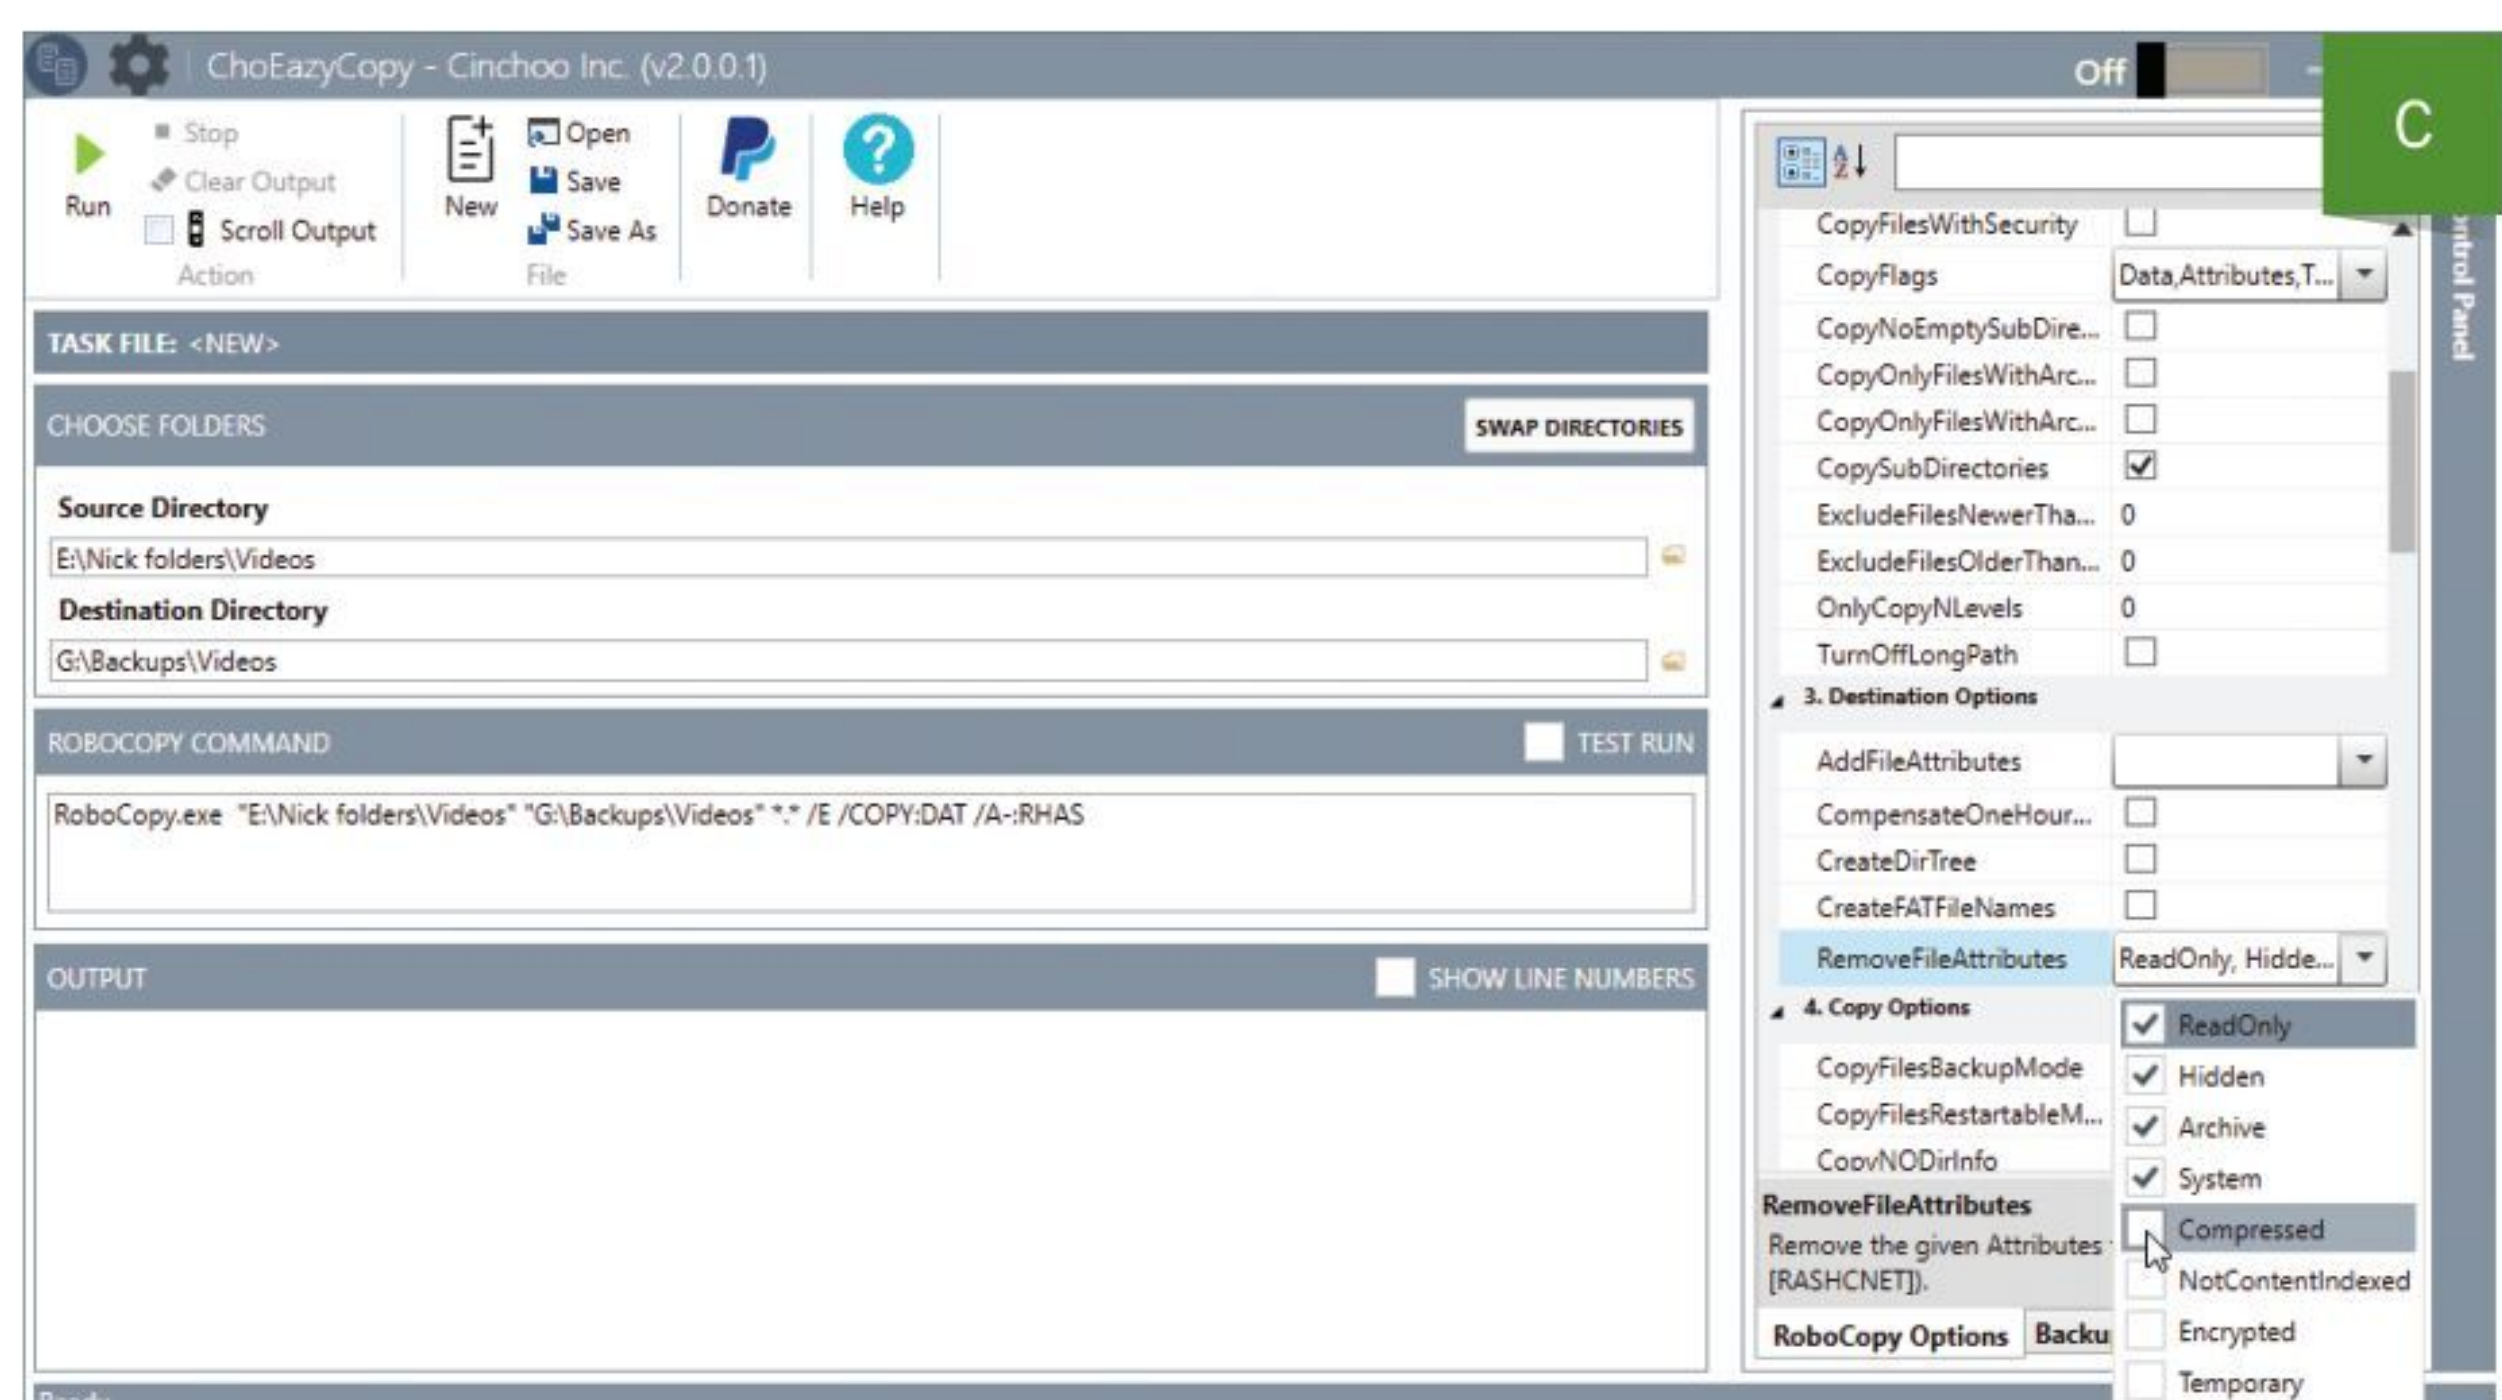 ChoEazyCopy - Cinchoo Inc. (v2.0.0.1)
Off
C
Run
Stop
Clear Output
Scroll Output
Action
New
Open
Save
Save As
File
Donate
Help
TASK FILE: <NEW>
CHOOSE FOLDERS
SWAP DIRECTORIES
Source Directory
E:\Nick folders\Videos
Destination Directory
G:\Backups\Videos
ROBOCOPY COMMAND
TEST RUN
RoboCopy.exe "E:\Nick folders\Videos" "G:\Backups\Videos" *.* /E /COPY:DAT /A-:RHAS
OUTPUT
SHOW LINE NUMBERS
CopyFilesWithSecurity
CopyFlags Data,Attributes,T...
CopyNoEmptySubDire...
CopyOnlyFilesWithArc...
CopyOnlyFilesWithArc...
CopySubDirectories
ExcludeFilesNewerTha... 0
ExcludeFilesOlderThan... 0
OnlyCopyNLevels 0
TurnOffLongPath
3. Destination Options
AddFileAttributes
CompensateOneHour...
CreateDirTree
CreateFATFileNames
RemoveFileAttributes ReadOnly, Hidde...
4. Copy Options
CopyFilesBackupMode
CopyFilesRestartableM...
CopyNODirInfo
ReadOnly
Hidden
Archive
System
Compressed
NotContentIndexed
Encrypted
Temporary
RemoveFileAttributes
Remove the given Attributes
[RASHCNET]).
RoboCopy Options
Backu
ontrol Panel
Ready